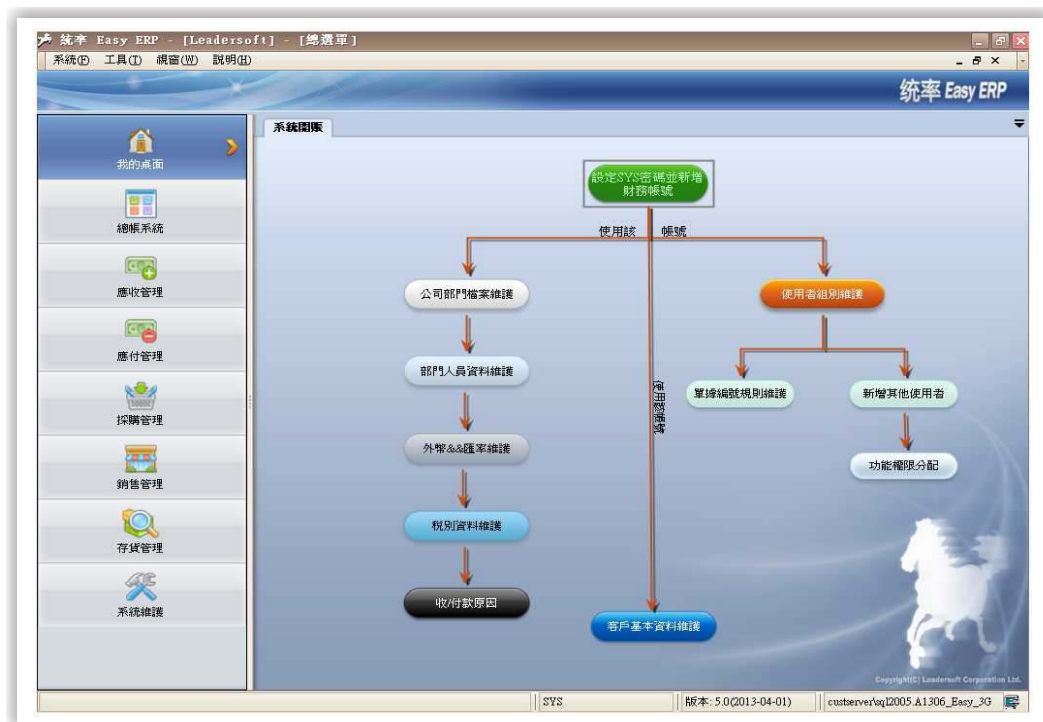 統率 Easy ERP - [Leadersoft] - [總選單]
系統(F) 工具(T) 視窗(W) 說明(H)
统率 Easy ERP
我的桌面
總帳系統
應收管理
應付管理
採購管理
銷售管理
存貨管理
系統維護
系統開賬
設定SYS密碼並新增
財務帳號
使用該 帳號
公司部門檔案維護
使用者組別維護
部門人員資料維護
使用該帳號
單據編號規則維護
新增其他使用者
外幣&&匯率維護
功能權限分配
稅別資料維護
收/付款原因
客戶基本資料維護
Copyright(C) Leadersoft Corporation Ltd.
SYS
版本: 5.0(2013-04-01)
custserver\sql2005.A1306_Easy_3G